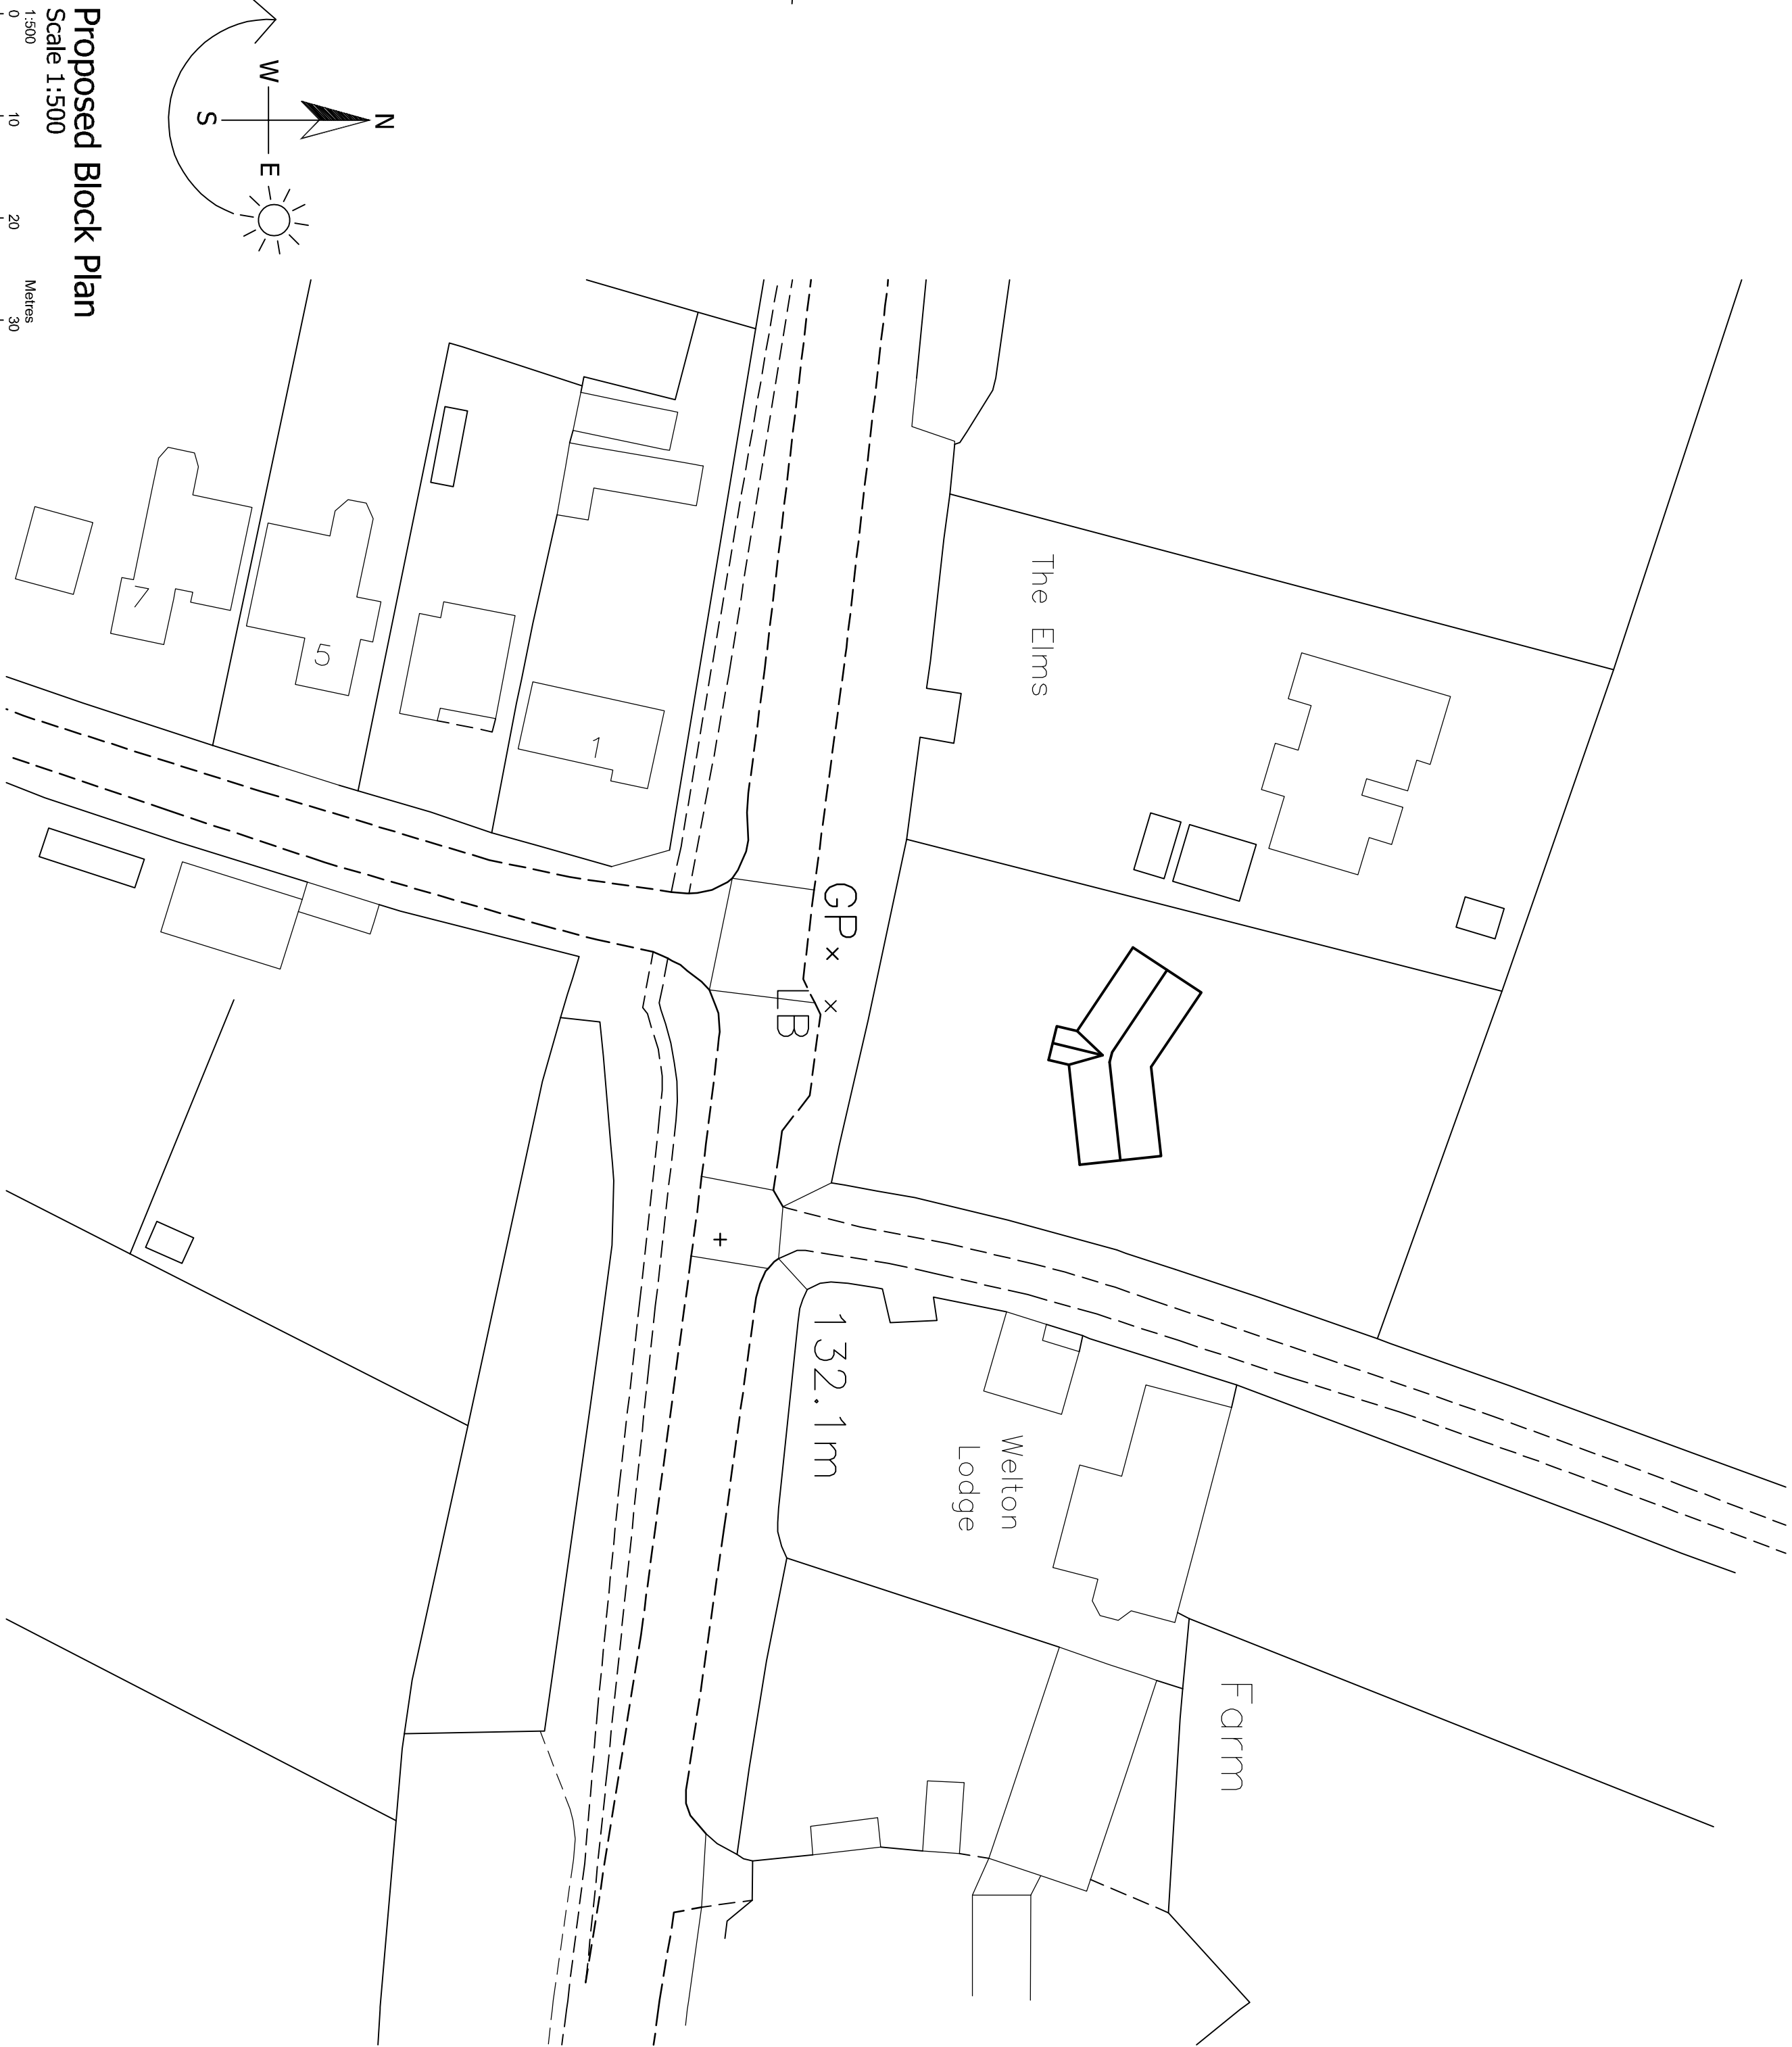 Proposed Block Plan
Scale 1:500
1:500
Metres
0
10
20
30
N
W
E
S
The Elms
GP
LB
132.1m
Welton
Lodge
Farm
1
5
7